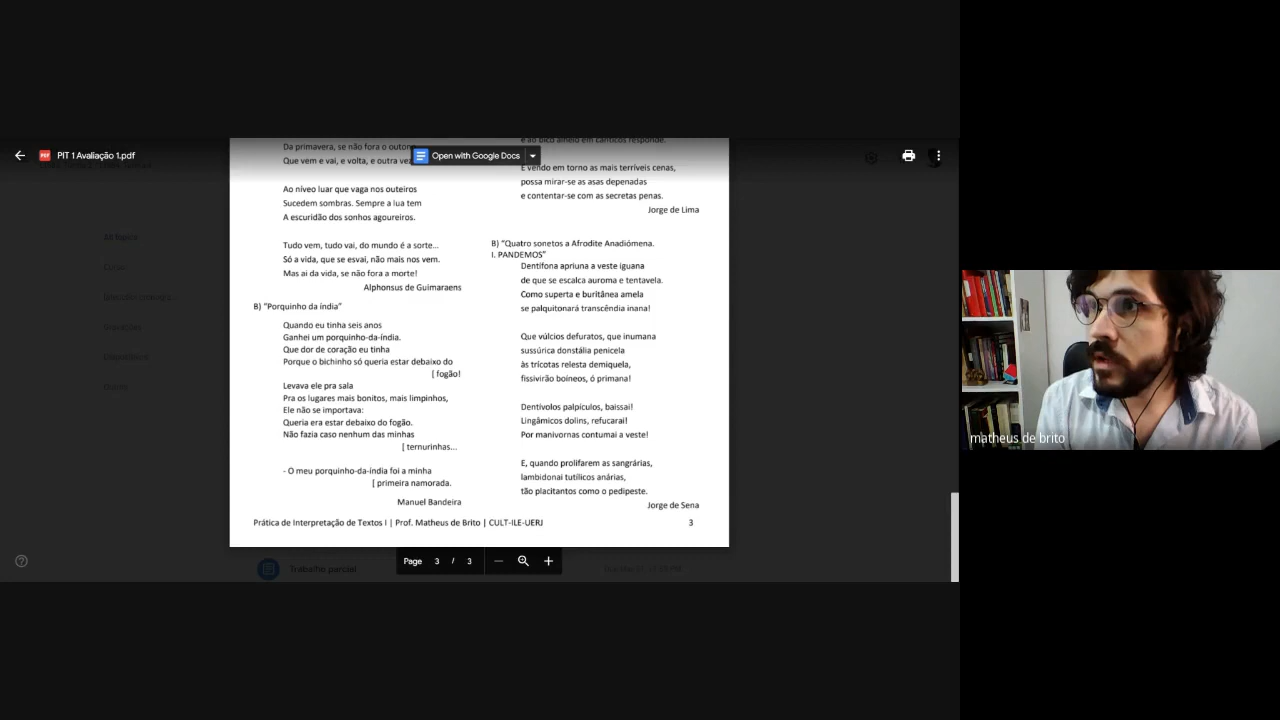 PIT 1 Avaliação 1.pdf
Open with Google Docs
Da primavera, se não fora o outono
Que vem e vai, e volta, e outra vez
Ao níveo luar que vaga nos outeiros
Sucedem sombras. Sempre a lua tem
A escuridão dos sonhos agoureiros.
Tudo vem, tudo vai, do mundo é a sorte...
Só a vida, que se esvai, não mais nos vem.
Mas ai da vida, se não fora a morte!
Alphonsus de Guimaraens
B) "Porquinho da índia"
Quando eu tinha seis anos
Ganhei um porquinho-da-índia.
Que dor de coração eu tinha
Porque o bichinho só queria estar debaixo do
[ fogão!
Levava ele pra sala
Pra os lugares mais bonitos, mais limpinhos,
Ele não se importava:
Queria era estar debaixo do fogão.
Não fazia caso nenhum das minhas
[ ternurinhas...
- O meu porquinho-da-índia foi a minha
[ primeira namorada.
Manuel Bandeira
em cânticos responde.
E vendo em torno as mais terríveis cenas,
possa mirar-se as asas depenadas
e contentar-se com as secretas penas.
Jorge de Lima
B) "Quatro sonetos a Afrodite Anadiómena.
I. PANDEMOS"
Dentífona apriuna a veste iguana
de que se escalca auroma e tentavela.
Como superta e buritânea amela
se palquitonará transcêndia inana!
Que vúlcios defuratos, que inumana
sussúrica donstália penicela
às trícotas relesta demiquela,
fissivirão boíneos, ó primana!
Dentívolos palpículos, baissai!
Lingâmicos dolins, refucarai!
Por manivornas contumai a veste!
E, quando prolifarem as sangrárias,
lambidonai tutílicos anárias,
tão placitantos como o pedipeste.
Jorge de Sena
Prática de Interpretação de Textos I | Prof. Matheus de Brito | CULT-ILE-UERJ
3
Page 3 / 3
Trabalho parcial
matheus de brito